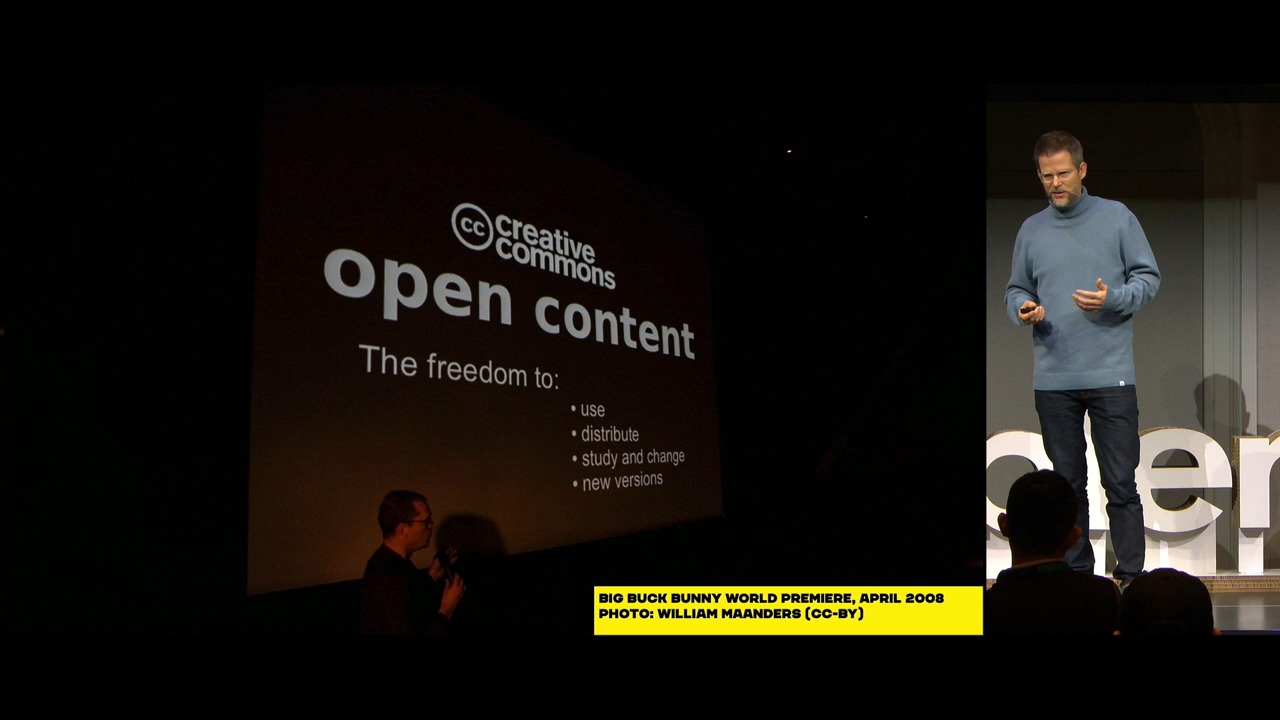 cc creative
commons
open content
The freedom to:
• use
• distribute
• study and change
• new versions
BIG BUCK BUNNY WORLD PREMIERE, APRIL 2008
PHOTO: WILLIAM MAANDERS (CC-BY)